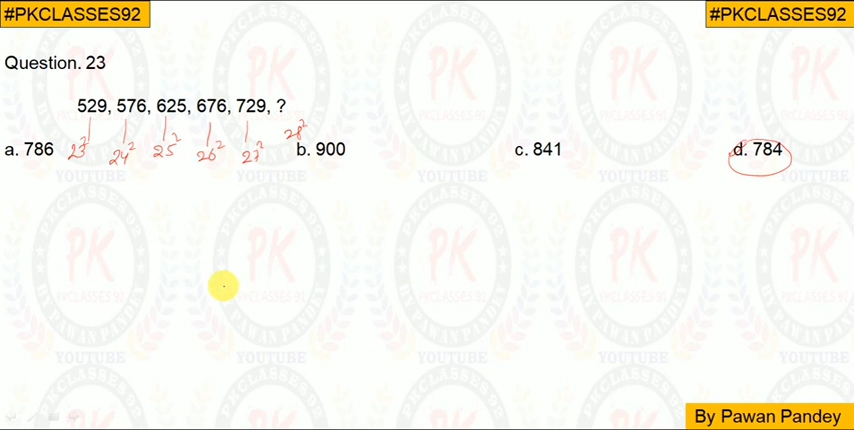 #PKCLASSES92
#PKCLASSES92
Question. 23
529, 576, 625, 676, 729, ?
23² 24² 25² 26² 27² 28²
a. 786 b. 900 c. 841 d. 784
By Pawan Pandey